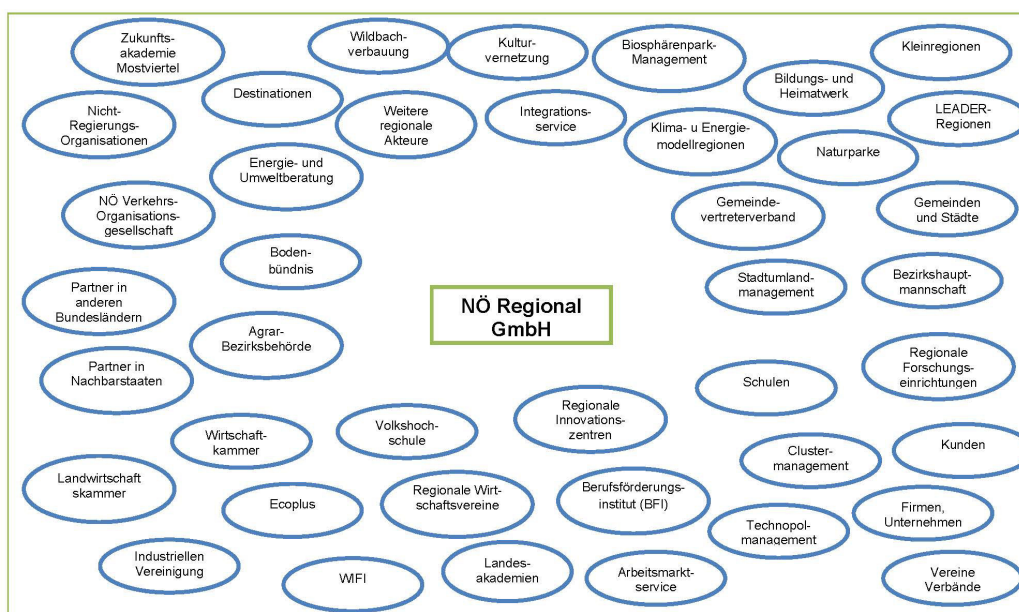 Zukunfts-
akademie
Mostviertel
Wildbach-
verbauung
Kultur-
vernetzung
Biosphärenpark-
Management
Kleinregionen
Destinationen
Bildungs- und
Heimatwerk
Nicht-
Regierungs-
Organisationen
Weitere
regionale
Akteure
Integrations-
service
Klima- u Energie-
modellregionen
LEADER-
Regionen
Naturparke
Energie- und
Umweltberatung
NÖ Verkehrs-
Organisations-
gesellschaft
Gemeinde-
vertreterverband
Gemeinden
und Städte
Boden-
bündnis
Stadtumland-
management
Bezirkshaupt-
mannschaft
Partner in
anderen
Bundesländern
NÖ Regional
GmbH
Agrar-
Bezirksbehörde
Partner in
Nachbarstaaten
Schulen
Regionale
Forschungs-
einrichtungen
Wirtschaft-
kammer
Volkshoch-
schule
Regionale
Innovations-
zentren
Cluster-
management
Kunden
Landwirtschaft
skammer
Ecoplus
Regionale Wirt-
schaftsvereine
Berufsförderungs-
institut (BFI)
Technopol-
management
Firmen,
Unternehmen
Industriellen
Vereinigung
WIFI
Landes-
akademien
Arbeitsmarkt-
service
Vereine
Verbände